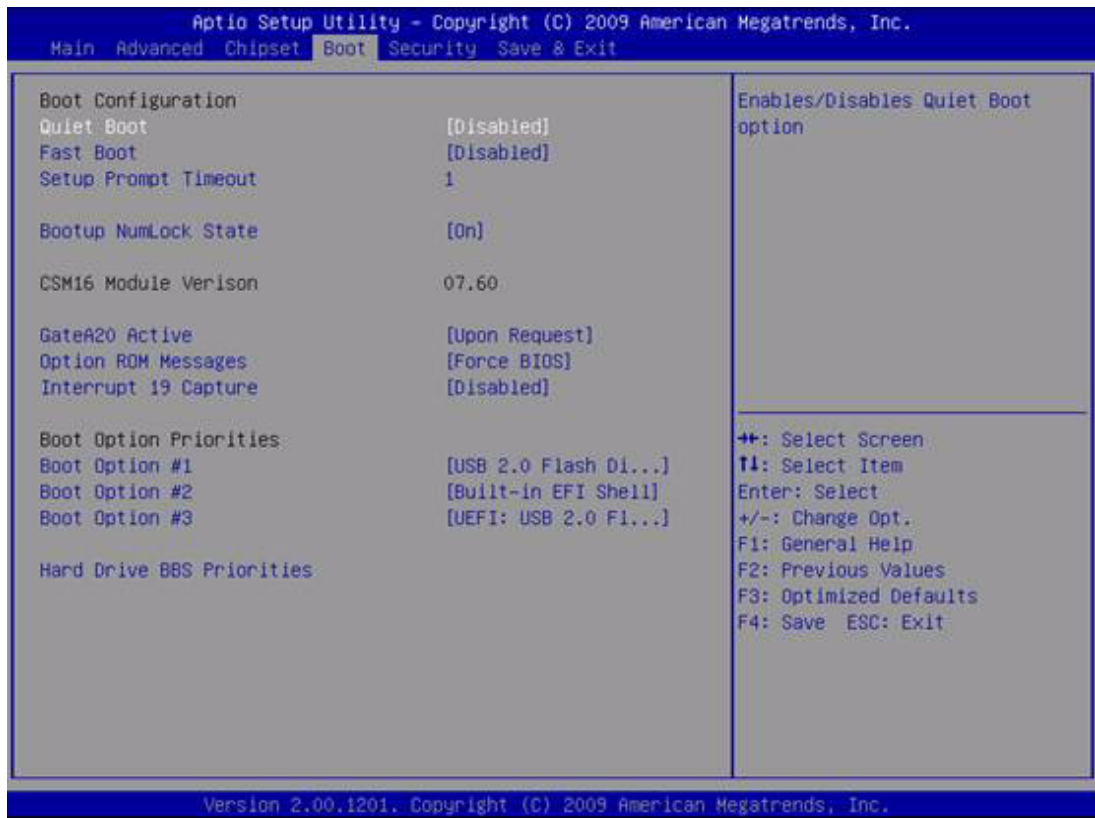 Aptio Setup Utility – Copyright (C) 2009 American Megatrends, Inc.
Main Advanced Chipset Boot Security Save & Exit
Boot Configuration
Quiet Boot [Disabled]
Fast Boot [Disabled]
Setup Prompt Timeout 1
Bootup NumLock State [On]
CSM16 Module Verison 07.60
GateA20 Active [Upon Request]
Option ROM Messages [Force BIOS]
Interrupt 19 Capture [Disabled]
Boot Option Priorities
Boot Option #1 [USB 2.0 Flash Di...]
Boot Option #2 [Built-in EFI Shell]
Boot Option #3 [UEFI: USB 2.0 Fl...]
Hard Drive BBS Priorities
Enables/Disables Quiet Boot
option
→←: Select Screen
↑↓: Select Item
Enter: Select
+/-: Change Opt.
F1: General Help
F2: Previous Values
F3: Optimized Defaults
F4: Save ESC: Exit
Version 2.00.1201. Copyright (C) 2009 American Megatrends, Inc.